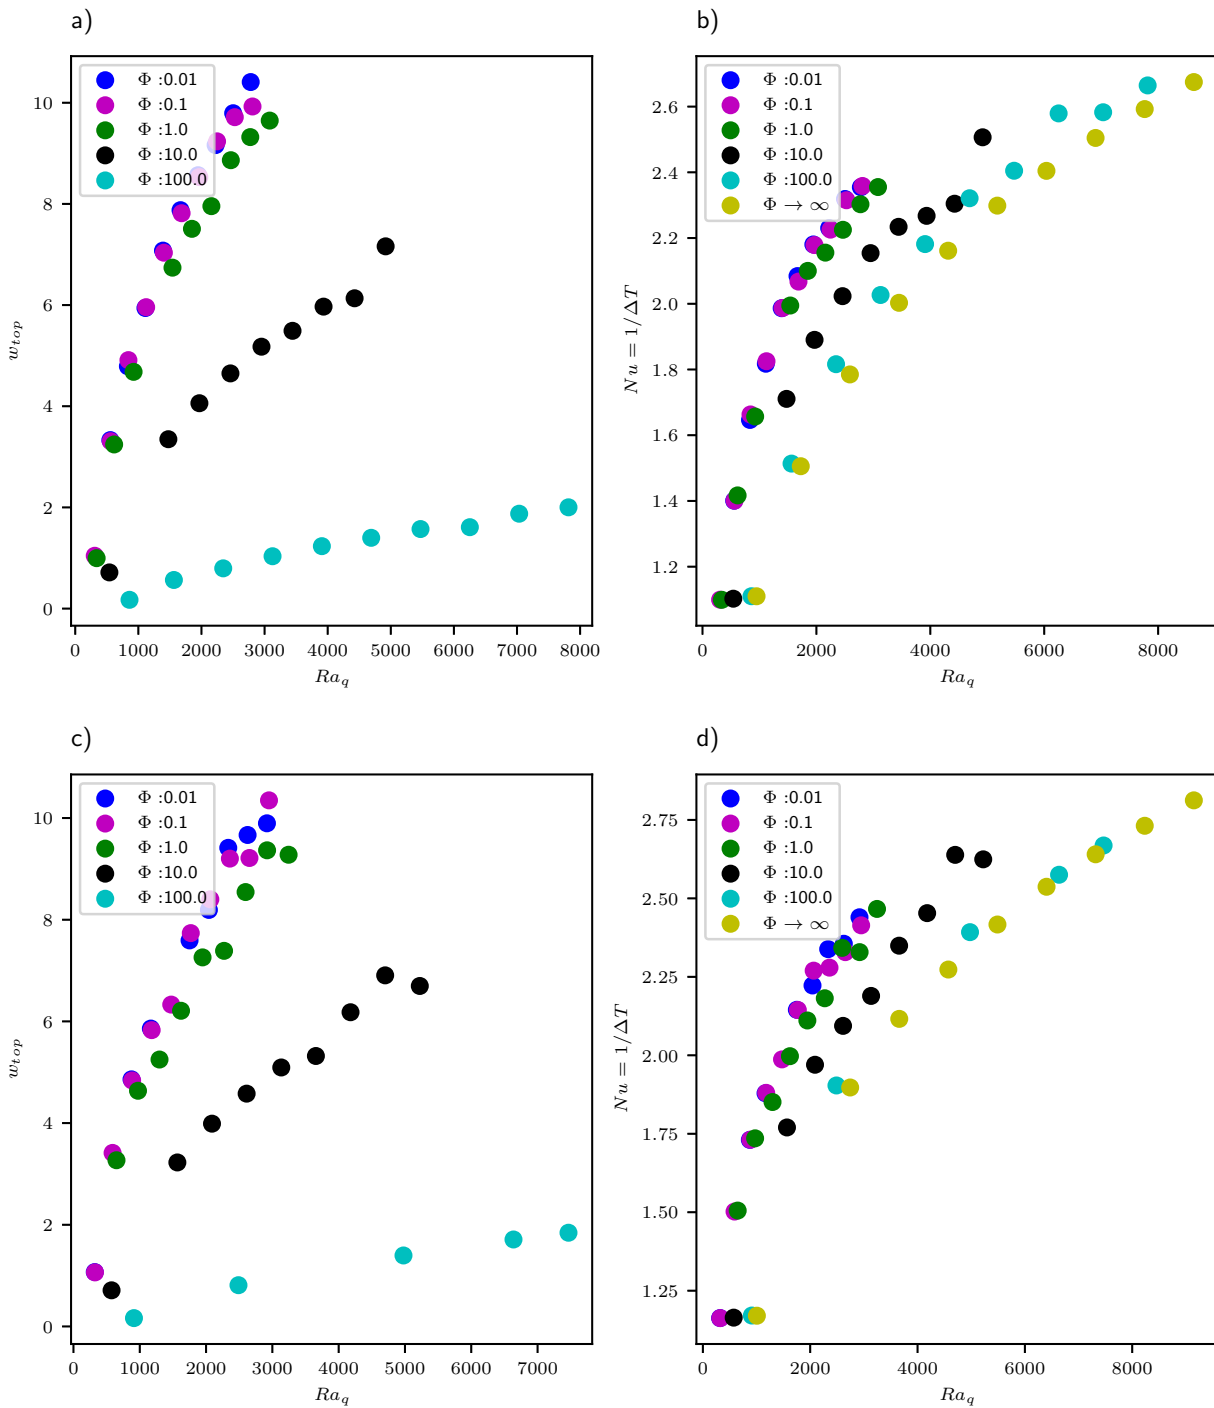 a)
Φ :0.01
Φ :0.1
Φ :1.0
Φ :10.0
Φ :100.0
10
8
6
4
2
0
w_{top}
0 1000 2000 3000 4000 5000 6000 7000 8000
Ra_q
b)
Φ :0.01
Φ :0.1
Φ :1.0
Φ :10.0
Φ :100.0
Φ → ∞
2.6
2.4
2.2
2.0
1.8
1.6
1.4
1.2
Nu = 1/ΔT
0 2000 4000 6000 8000
Ra_q
c)
Φ :0.01
Φ :0.1
Φ :1.0
Φ :10.0
Φ :100.0
10
8
6
4
2
0
w_{top}
0 1000 2000 3000 4000 5000 6000 7000
Ra_q
d)
Φ :0.01
Φ :0.1
Φ :1.0
Φ :10.0
Φ :100.0
Φ → ∞
2.75
2.50
2.25
2.00
1.75
1.50
1.25
Nu = 1/ΔT
0 2000 4000 6000 8000
Ra_q